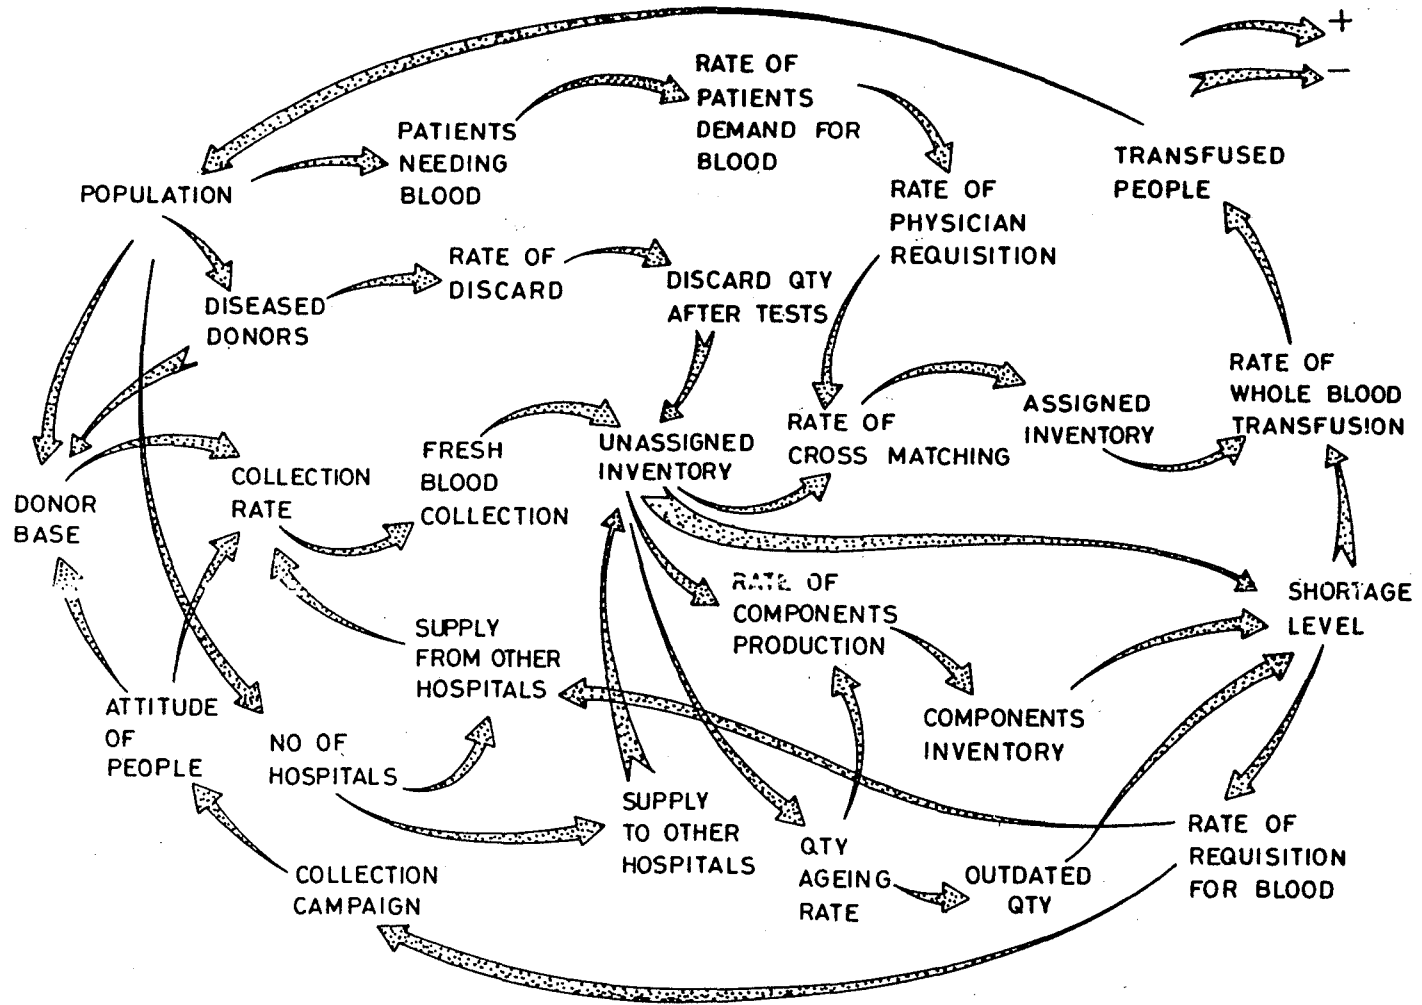 +
−
RATE OF
PATIENTS
DEMAND FOR
BLOOD
PATIENTS
NEEDING
BLOOD
TRANSFUSED
PEOPLE
POPULATION
RATE OF
PHYSICIAN
REQUISITION
RATE OF
DISCARD
DISCARD QTY
AFTER TESTS
DISEASED
DONORS
RATE OF
WHOLE BLOOD
TRANSFUSION
ASSIGNED
INVENTORY
RATE OF
CROSS MATCHING
UNASSIGNED
INVENTORY
FRESH
BLOOD
COLLECTION
COLLECTION
RATE
DONOR
BASE
RATE OF
COMPONENTS
PRODUCTION
SHORTAGE
LEVEL
SUPPLY
FROM OTHER
HOSPITALS
ATTITUDE
OF
PEOPLE
NO OF
HOSPITALS
COMPONENTS
INVENTORY
SUPPLY
TO OTHER
HOSPITALS
QTY
AGEING
RATE
OUTDATED
QTY
RATE OF
REQUISITION
FOR BLOOD
COLLECTION
CAMPAIGN